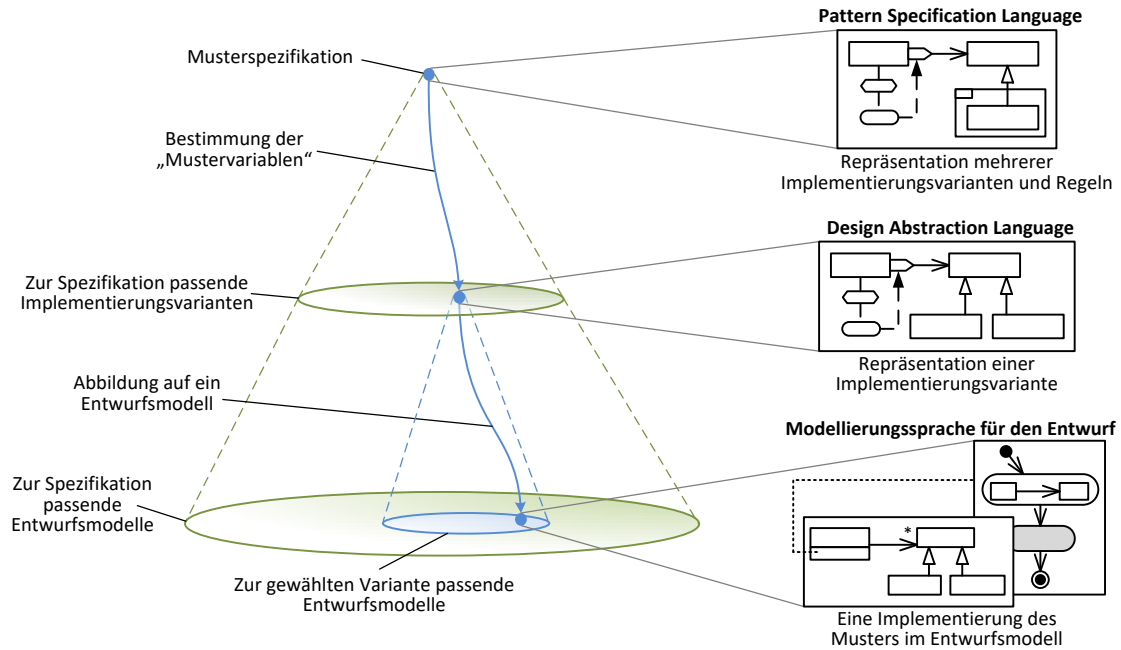 Pattern Specification Language
Musterspezifikation
Bestimmung der
„Mustervariablen“
Repräsentation mehrerer
Implementierungsvarianten und Regeln
Design Abstraction Language
Zur Spezifikation passende
Implementierungsvarianten
Repräsentation einer
Implementierungsvariante
Abbildung auf ein
Entwurfsmodell
Modellierungssprache für den Entwurf
Zur Spezifikation
passende
Entwurfsmodelle
*
Zur gewählten Variante passende
Entwurfsmodelle
Eine Implementierung des
Musters im Entwurfsmodell